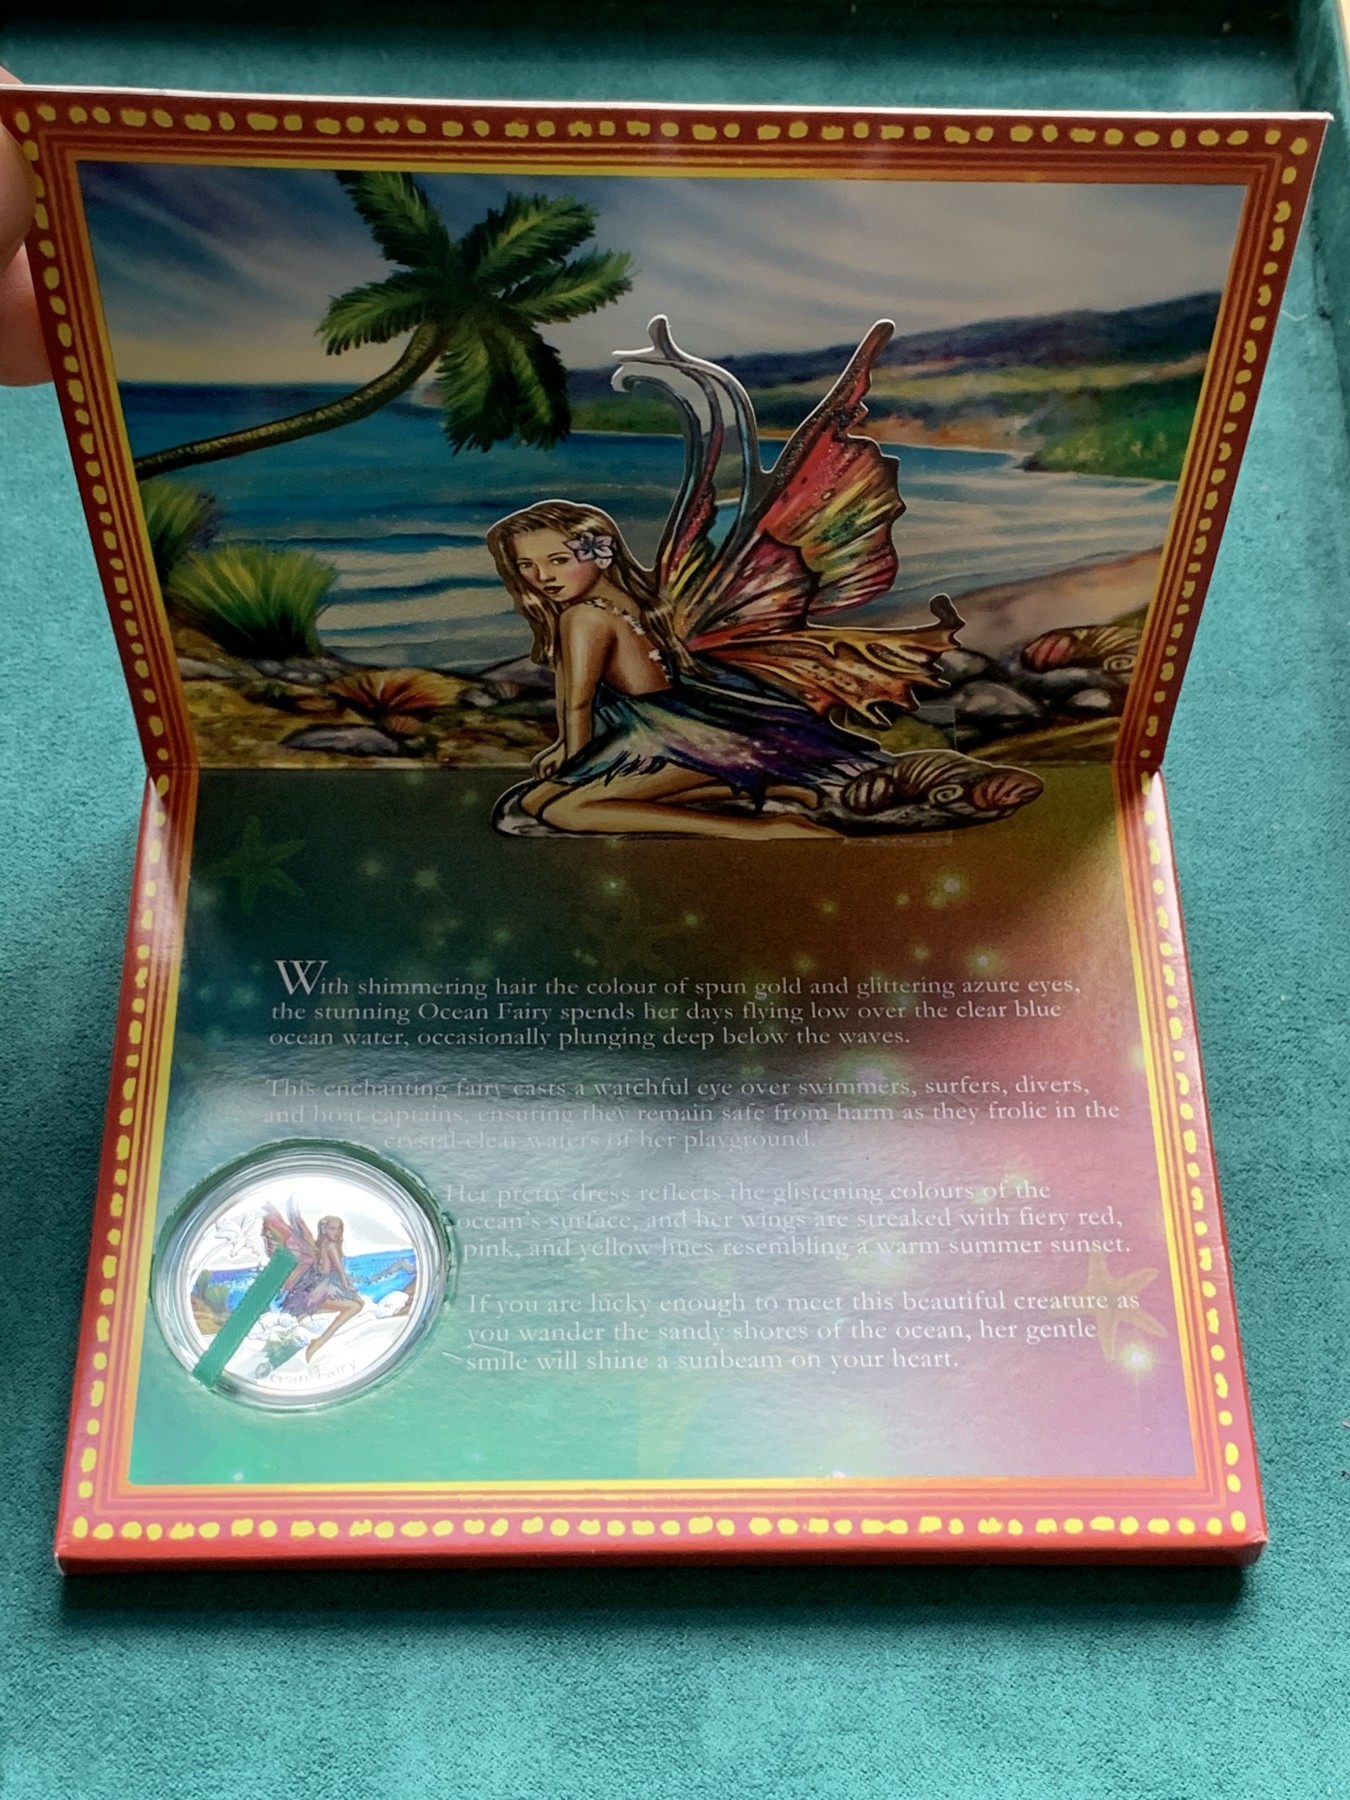 With shimmering hair the colour of spun gold and glittering azure eyes,
the stunning Ocean Fairy spends her days flying low over the clear blue
ocean water, occasionally plunging deep below the waves.
This enchanting fairy casts a watchful eye over swimmers, surfers, divers,
and boat captains, ensuring they remain safe from harm as they frolic in the
crystal-clear waters of her playground.
Her pretty dress reflects the glistening colours of the
ocean's surface, and her wings are streaked with fiery red,
pink, and yellow hues resembling a warm summer sunset.
If you are lucky enough to meet this beautiful creature as
you wander the sandy shores of the ocean, her gentle
smile will shine a sunbeam on your heart.
Ocean Fairy